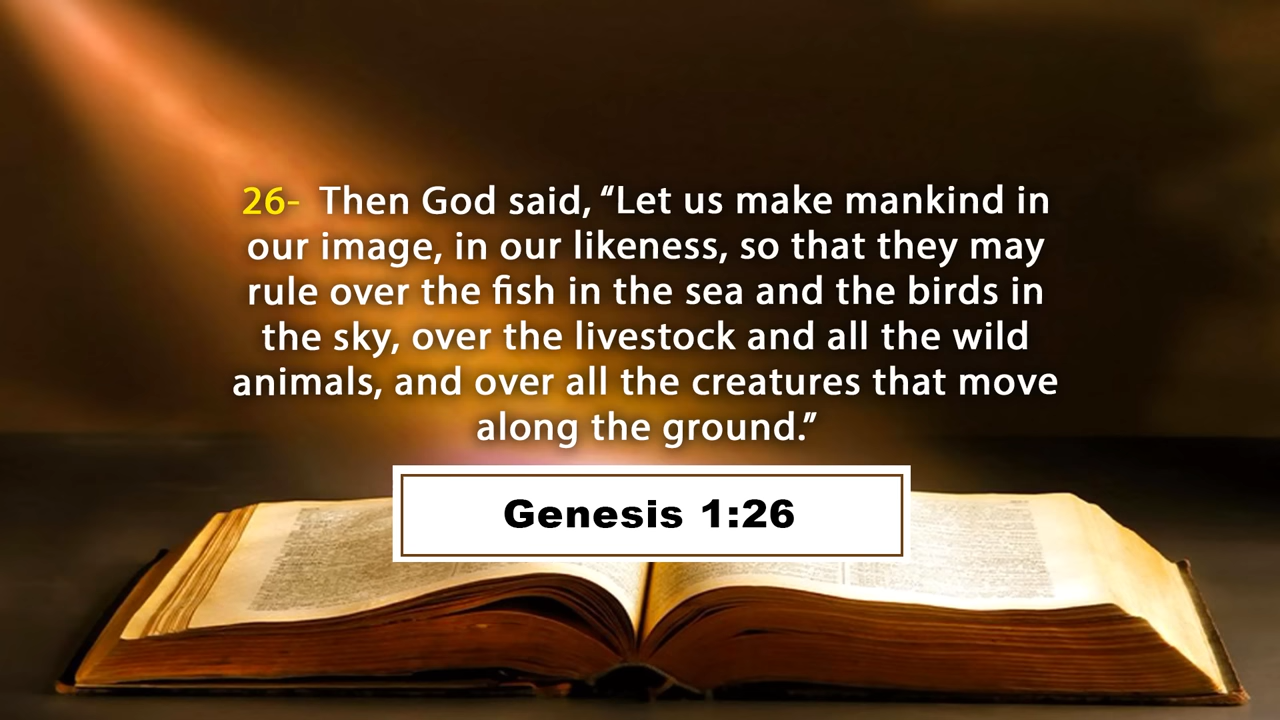 26- Then God said, “Let us make mankind in
our image, in our likeness, so that they may
rule over the fish in the sea and the birds in
the sky, over the livestock and all the wild
animals, and over all the creatures that move
along the ground.”
Genesis 1:26